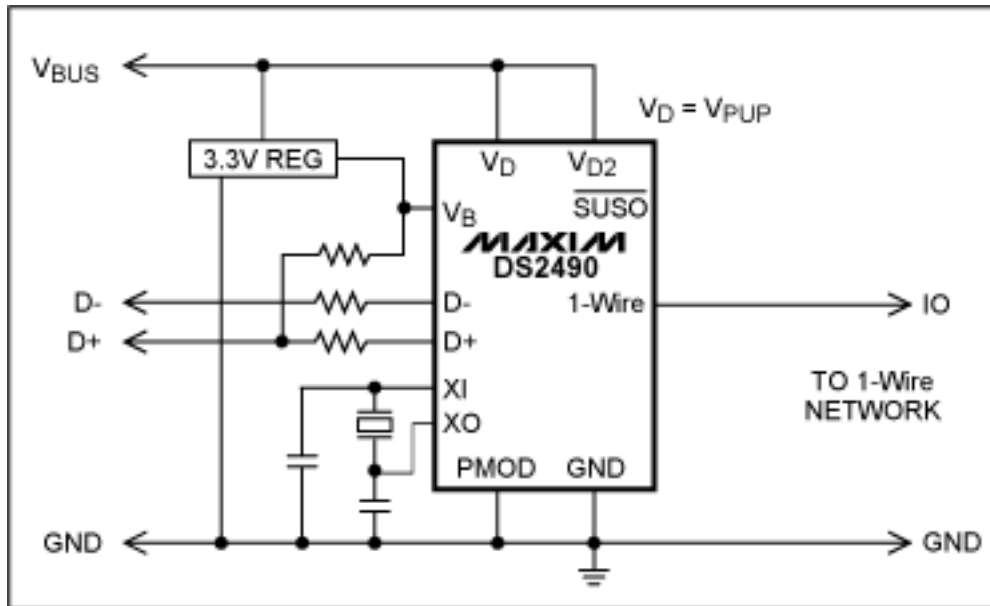 VBUS
VD = VPUP
3.3V REG
VD
VD2
SUSO
VB
MAXIM
DS2490
D-
D-
1-Wire
IO
D+
D+
XI
TO 1-Wire
NETWORK
XO
PMOD
GND
GND
GND